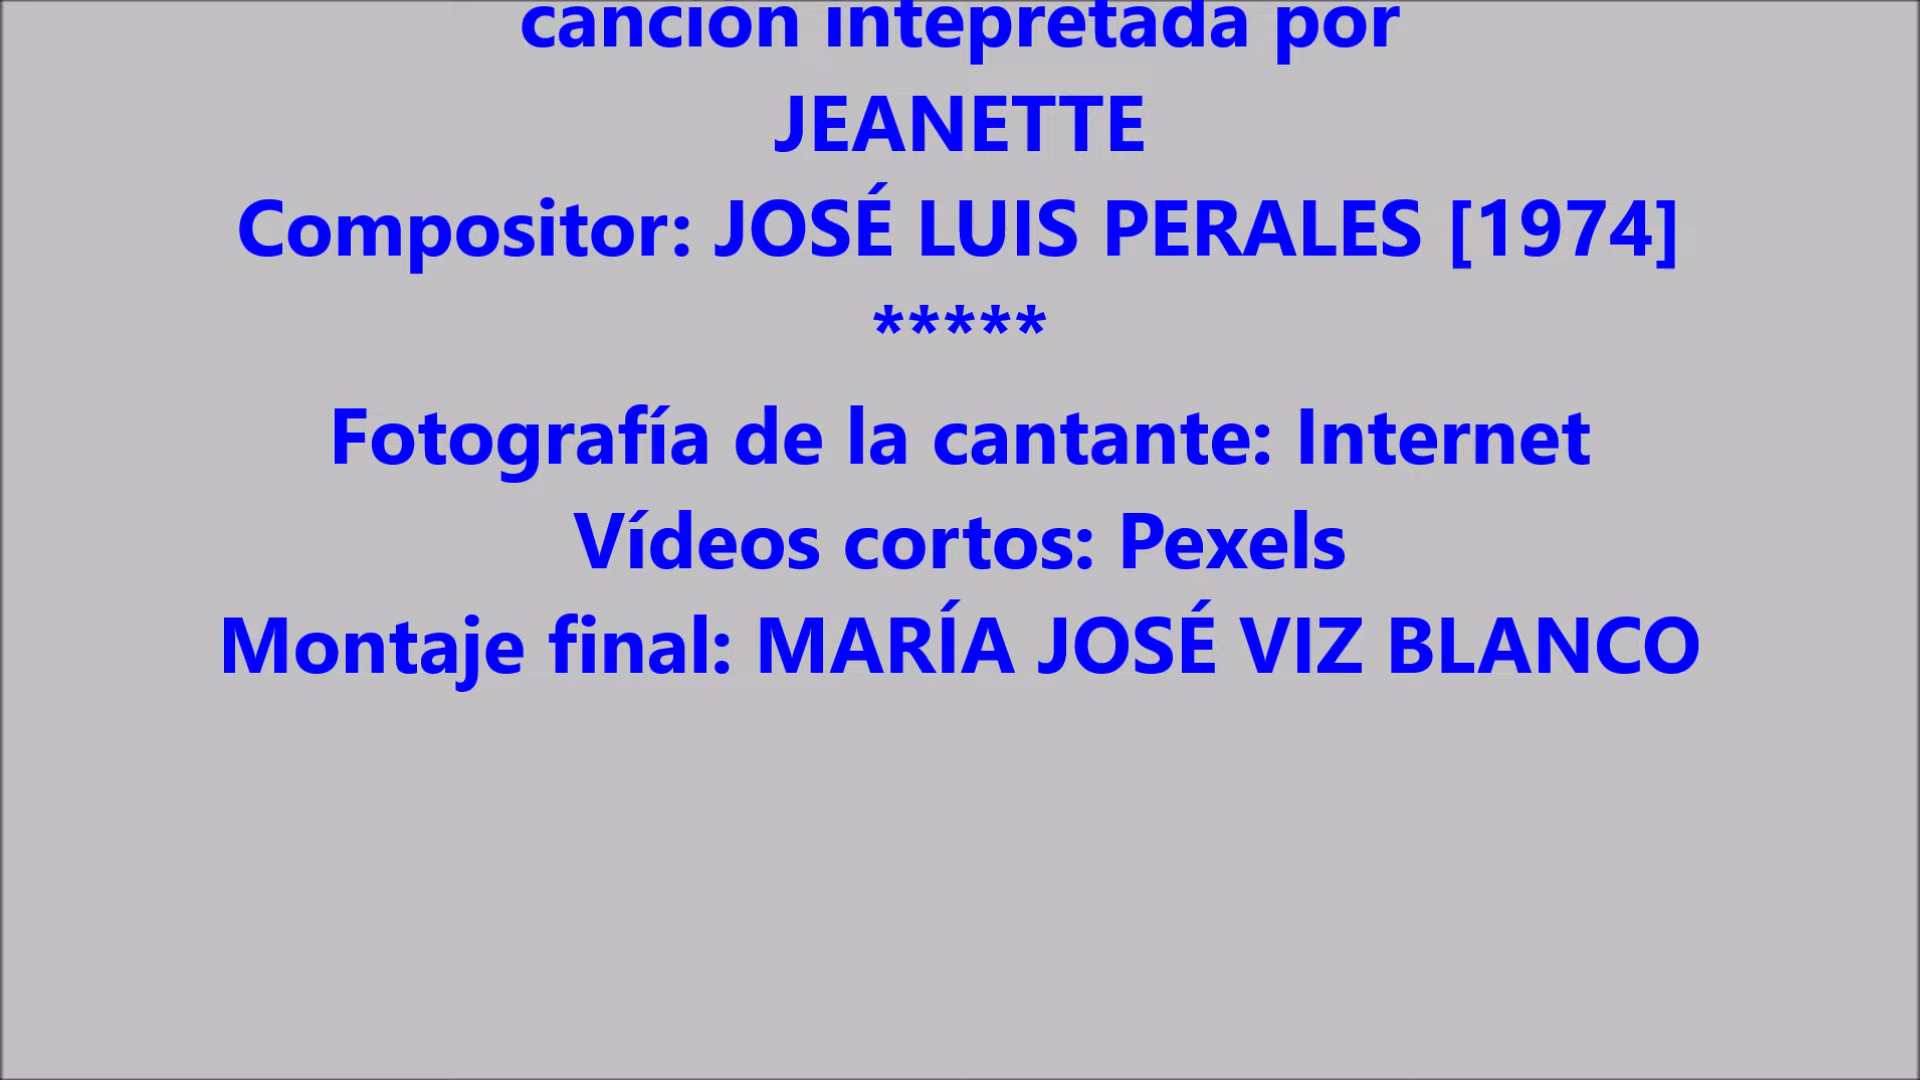 canción intepretada por
JEANETTE
Compositor: JOSÉ LUIS PERALES [1974]
*****
Fotografía de la cantante: Internet
Vídeos cortos: Pexels
Montaje final: MARÍA JOSÉ VIZ BLANCO